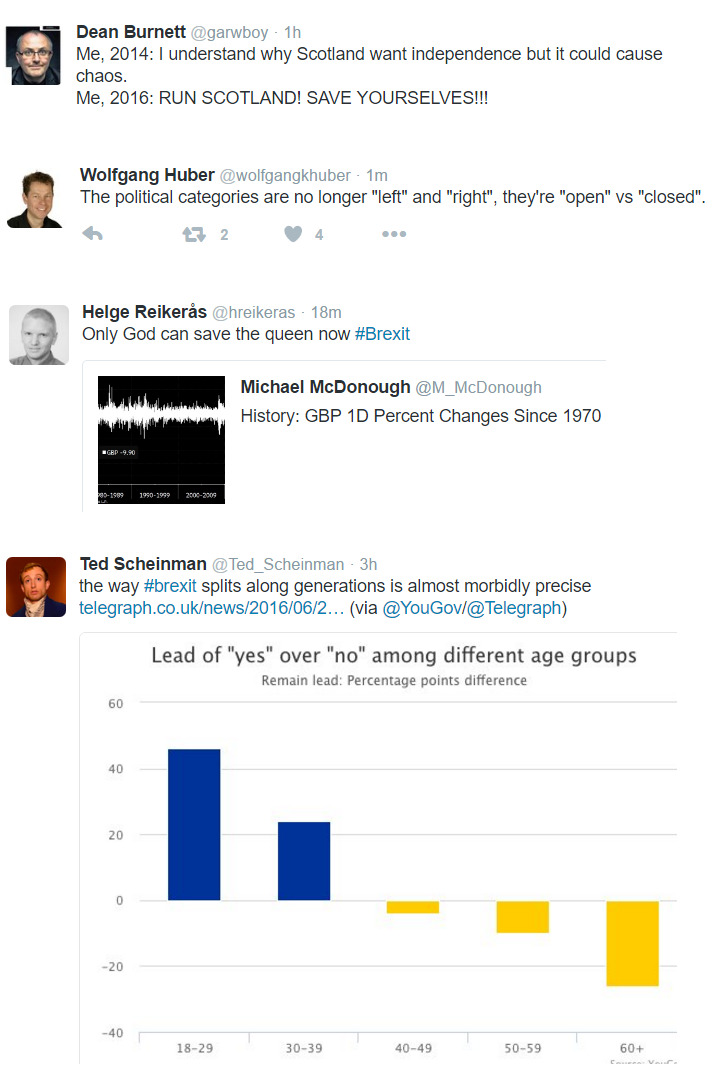 Dean Burnett @garwboy · 1h
Me, 2014: I understand why Scotland want independence but it could cause
chaos.
Me, 2016: RUN SCOTLAND! SAVE YOURSELVES!!!
Wolfgang Huber @wolfgangkhuber · 1m
The political categories are no longer "left" and "right", they're "open" vs "closed".
2 4
Helge Reikerås @hreikeras · 18m
Only God can save the queen now #Brexit
Michael McDonough @M_McDonough
History: GBP 1D Percent Changes Since 1970
GBP -9.90
80-1989 1990-1999 2000-2009
Ted Scheinman @Ted_Scheinman · 3h
the way #brexit splits along generations is almost morbidly precise
telegraph.co.uk/news/2016/06/2… (via @YouGov/@Telegraph)
Lead of "yes" over "no" among different age groups
Remain lead: Percentage points difference
60
40
20
0
-20
-40
18-29 30-39 40-49 50-59 60+